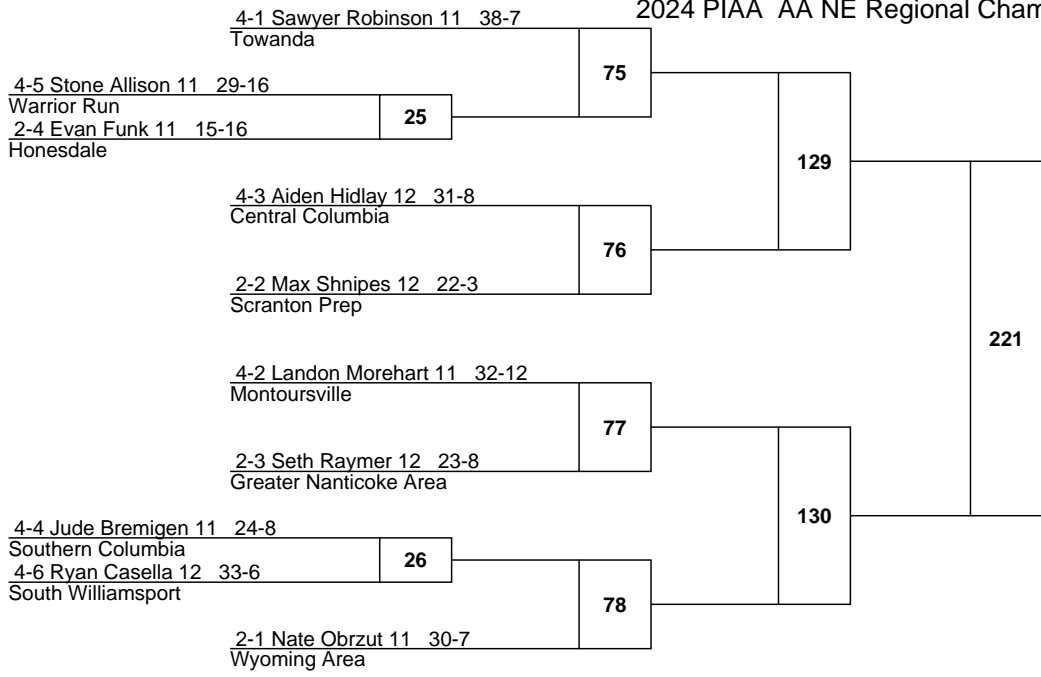 2024 PIAA  AA NE Regional Cham
4-1 Sawyer Robinson 11   38-7
Towanda
75
4-5 Stone Allison 11   29-16
Warrior Run
25
2-4 Evan Funk 11   15-16
Honesdale
129
4-3 Aiden Hidlay 12   31-8
Central Columbia
76
2-2 Max Shnipes 12   22-3
Scranton Prep
221
4-2 Landon Morehart 11   32-12
Montoursville
77
2-3 Seth Raymer 12   23-8
Greater Nanticoke Area
130
4-4 Jude Bremigen 11   24-8
Southern Columbia
26
4-6 Ryan Casella 12   33-6
South Williamsport
78
2-1 Nate Obrzut 11   30-7
Wyoming Area